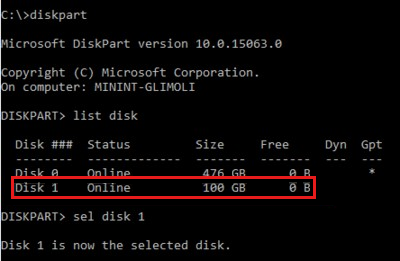 C:\>diskpart
Microsoft DiskPart version 10.0.15063.0
Copyright (C) Microsoft Corporation.
On computer: MININT-GLIMOLI
DISKPART> list disk
Disk ### Status Size Free Dyn Gpt
-------- ------------- ------- ------- --- ---
Disk 0 Online 476 GB 0 B *
Disk 1 Online 100 GB 0 B
DISKPART> sel disk 1
Disk 1 is now the selected disk.